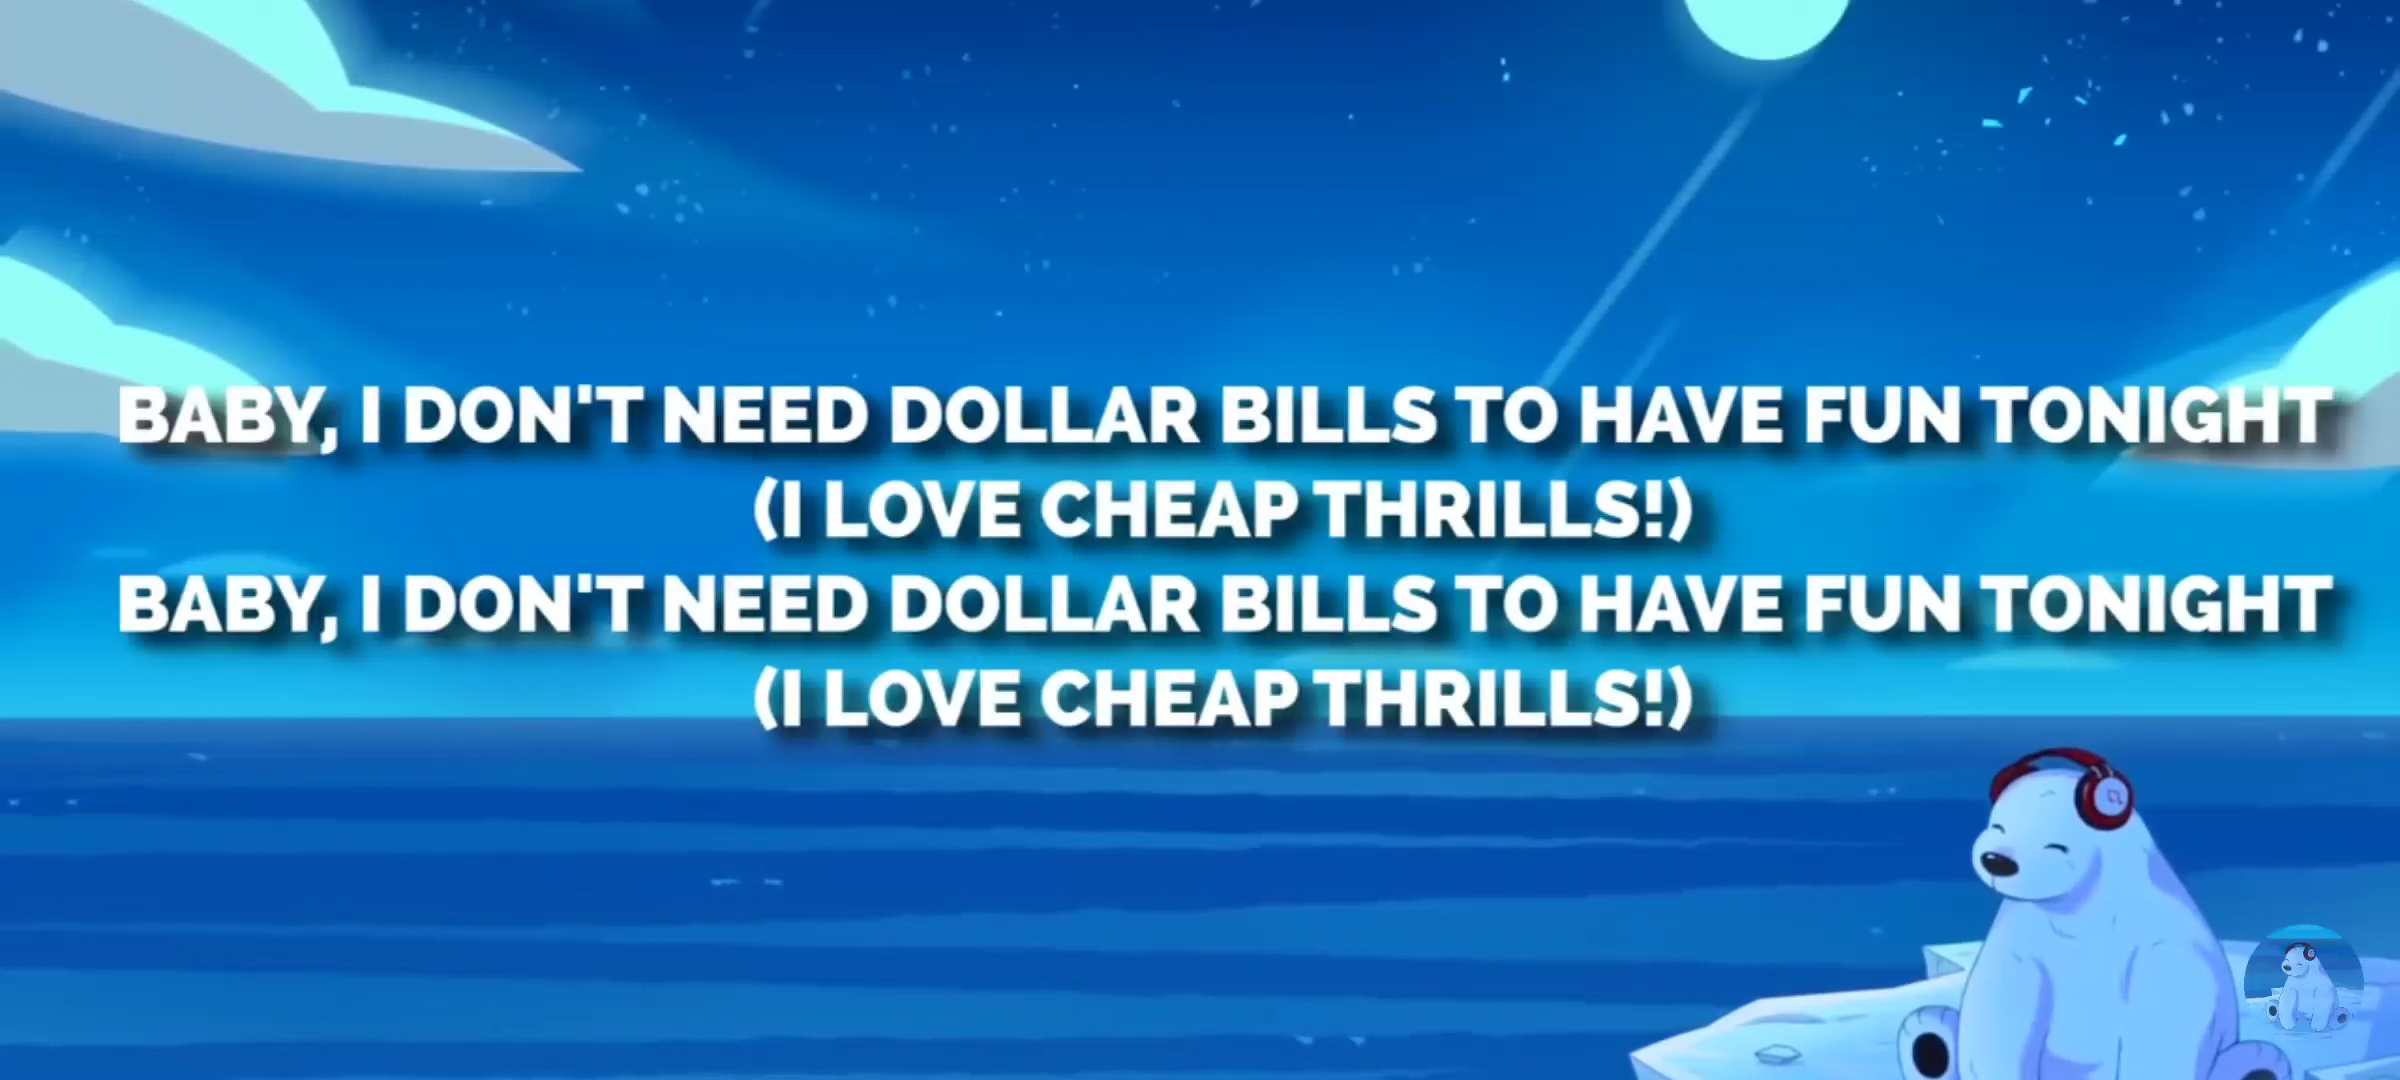 BABY, I DON'T NEED DOLLAR BILLS TO HAVE FUN TONIGHT
(I LOVE CHEAP THRILLS!)
BABY, I DON'T NEED DOLLAR BILLS TO HAVE FUN TONIGHT
(I LOVE CHEAP THRILLS!)